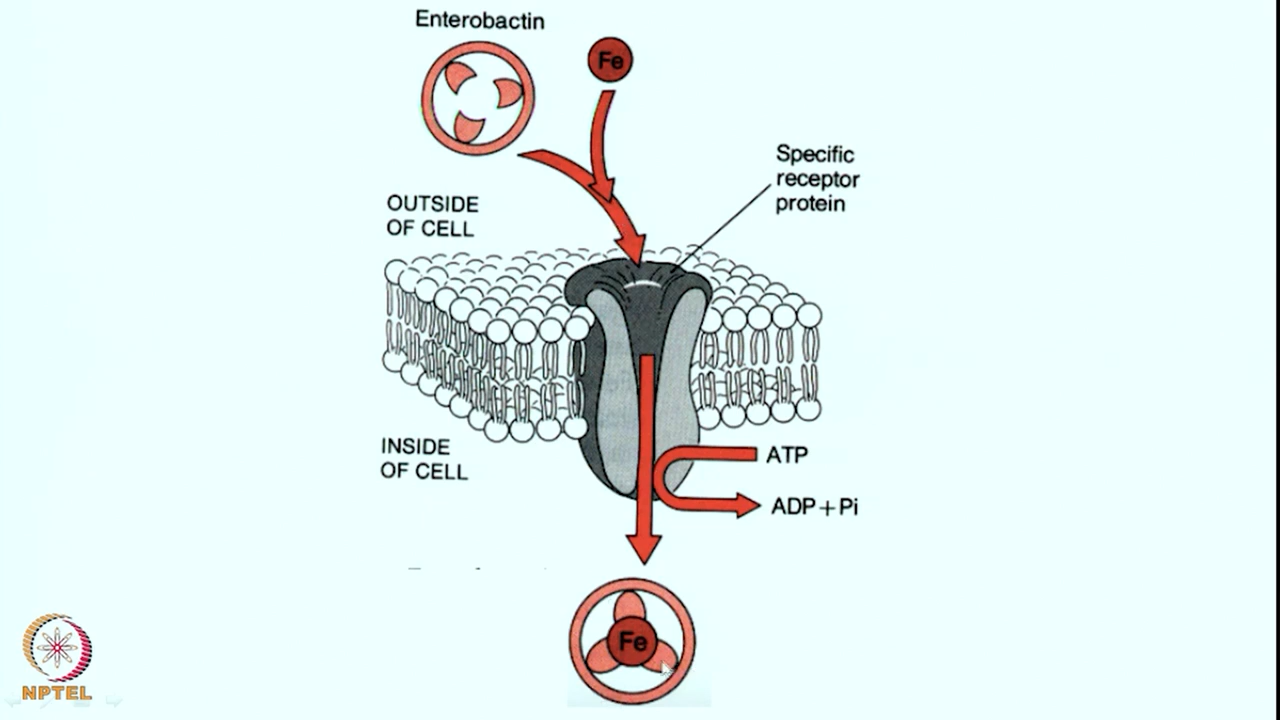 Enterobactin
Fe
Specific
receptor
protein
OUTSIDE
OF CELL
INSIDE
OF CELL
ATP
ADP+Pi
Fe
NPTEL